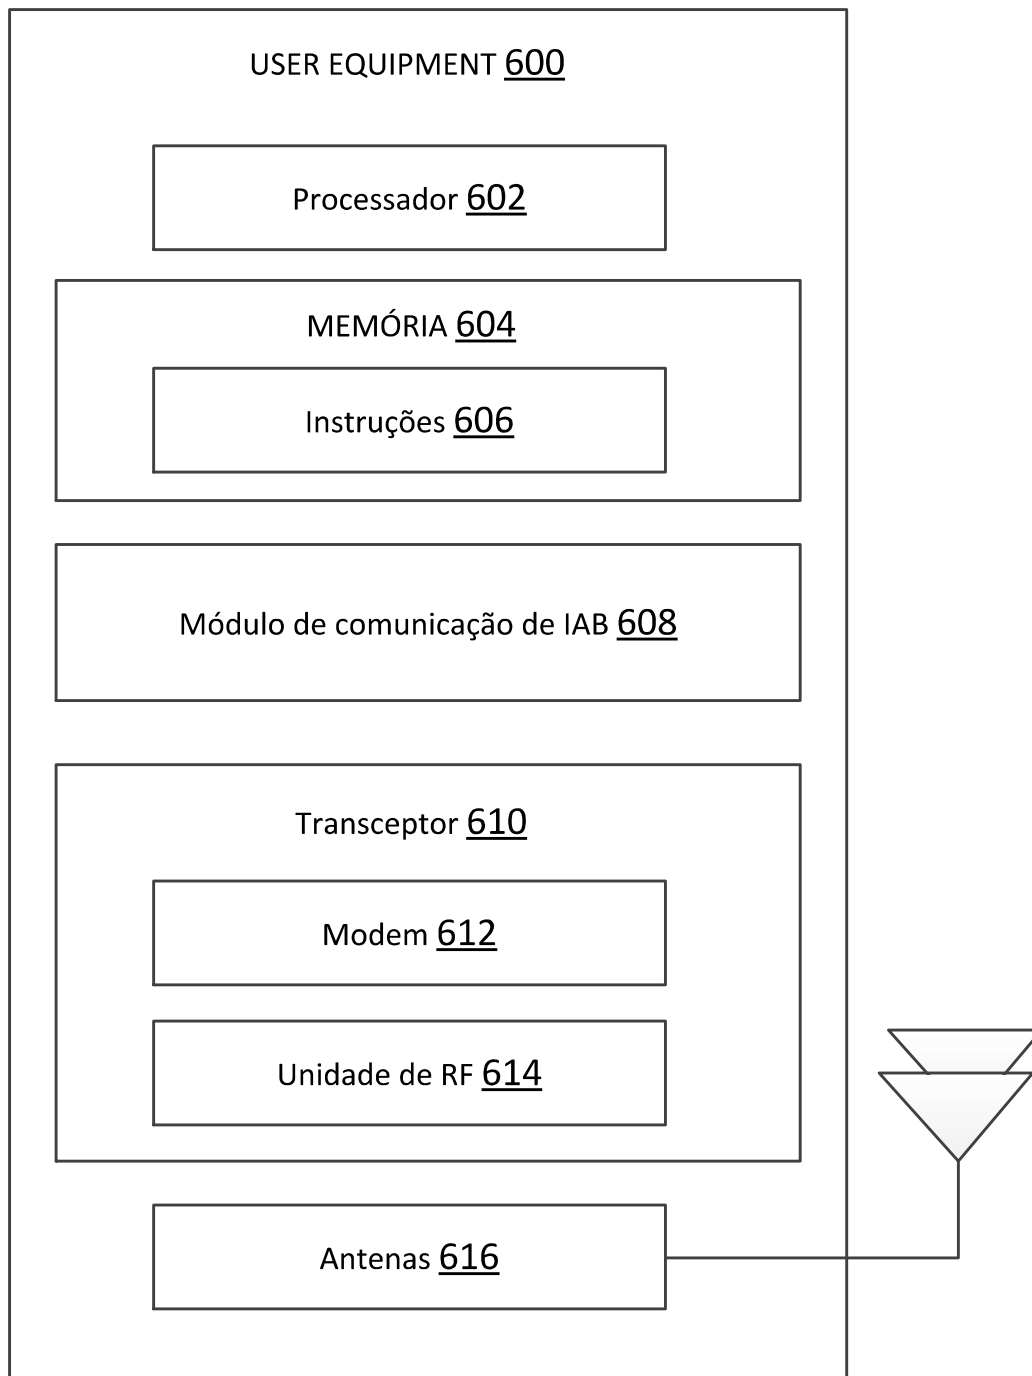 USER EQUIPMENT 600
Processador 602
MEMÓRIA 604
Instruções 606
Módulo de comunicação de IAB 608
Transceptor 610
Modem 612
Unidade de RF 614
Antenas 616